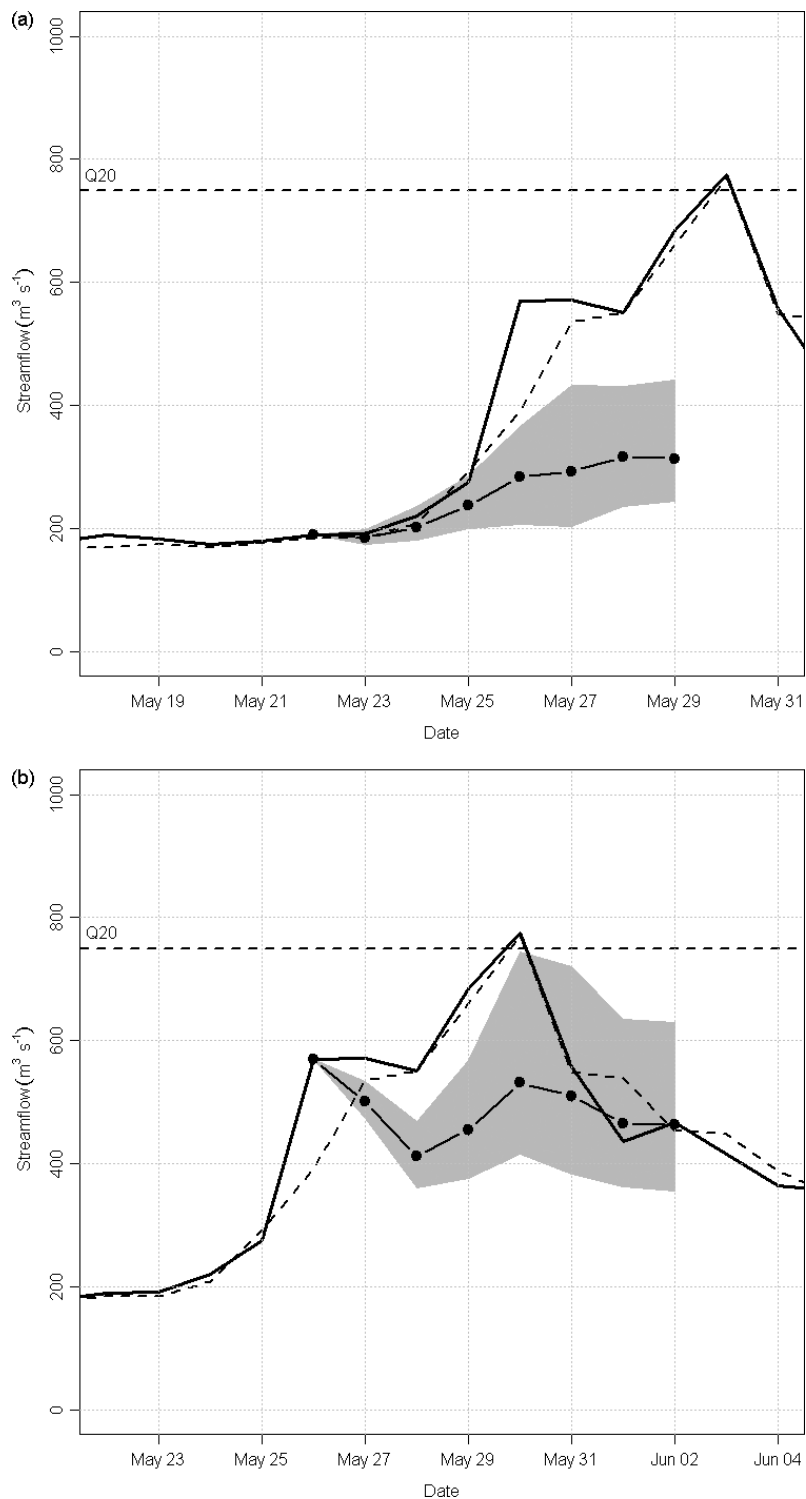 (a)
1000
800
600
400
200
0
Streamflow (m³ s⁻¹)
Q20
May 19 May 21 May 23 May 25 May 27 May 29 May 31
Date
(b)
1000
800
600
400
200
0
Streamflow (m³ s⁻¹)
Q20
May 23 May 25 May 27 May 29 May 31 Jun 02 Jun 04
Date